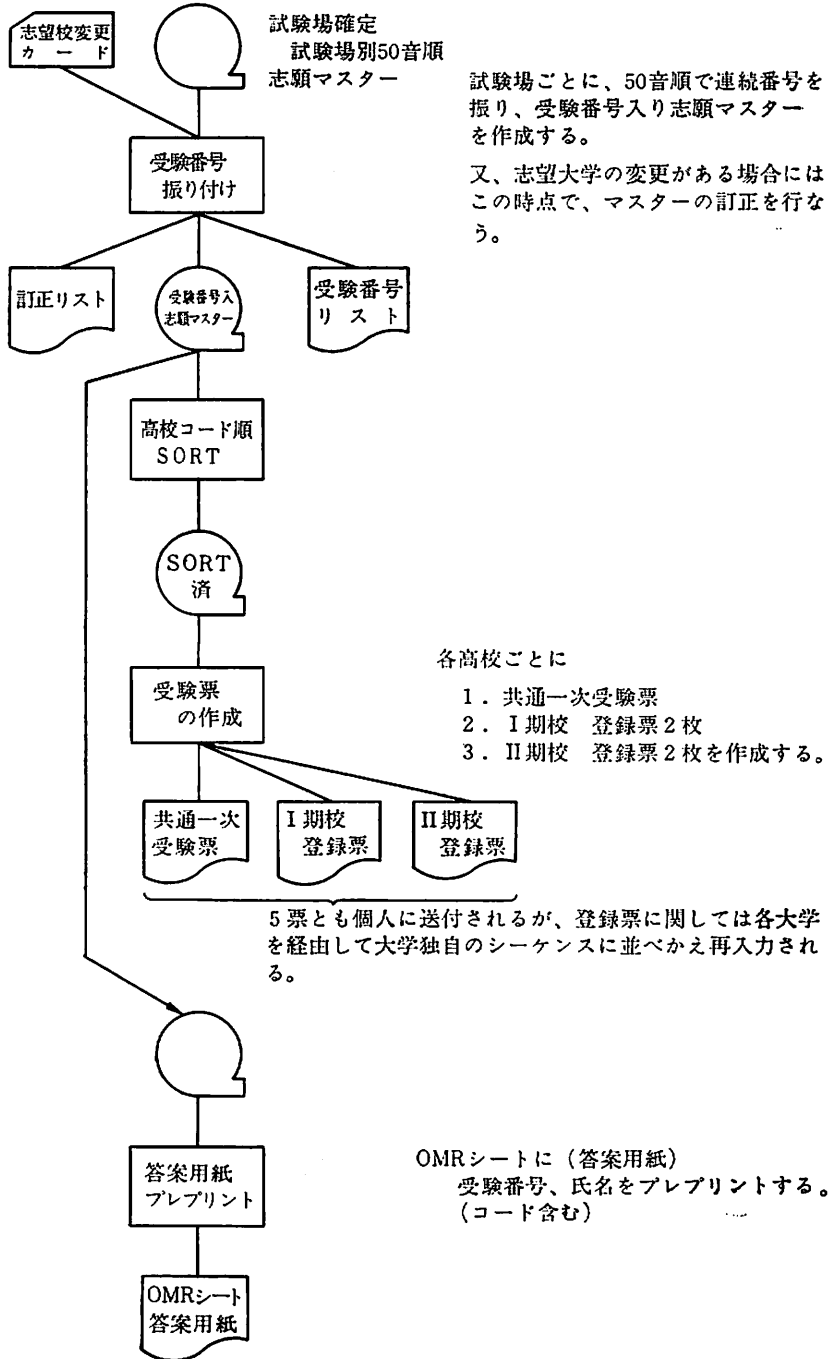 志望校変更
カード
試験場確定
試験場別50音順
志願マスター
試験場ごとに、50音順で連続番号を
振り、受験番号入り志願マスター
を作成する。
又、志望大学の変更がある場合には
この時点で、マスターの訂正を行な
う。
受験番号
振り付け
訂正リスト
受験番号入
志願マスター
受験番号
リスト
高校コード順
SORT
SORT
済
受験票
の作成
各高校ごとに
1．共通一次受験票
2．I期校 登録票2枚
3．II期校 登録票2枚を作成する。
共通一次
受験票
I期校
登録票
II期校
登録票
5票とも個人に送付されるが、登録票に関しては各大学
を経由して大学独自のシーケンスに並べかえ再入力され
る。
答案用紙
プレプリント
OMRシートに（答案用紙）
受験番号、氏名をプレプリントする。
（コード含む）
OMRシート
答案用紙